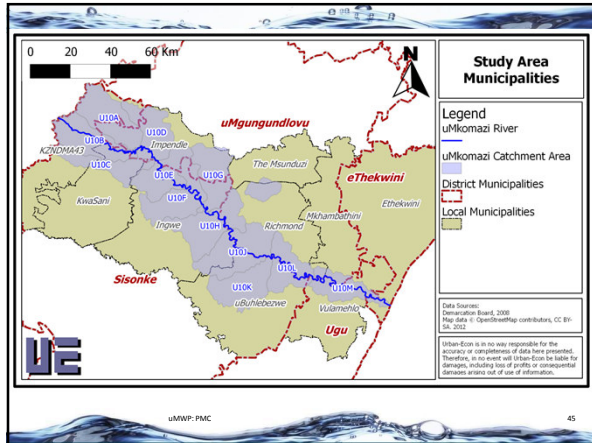 0 20 40 60 Km
N
Study Area
Municipalities
Legend
uMkomazi River
uMkomazi Catchment Area
District Municipalities
Local Municipalities
U10A
U10D
uMgungundlovu
U10B
Impendle
KZNDMA43
U10C
U10E
U10G
The Msunduzi
eThekwini
U10F
KwaSani
Mkhambathini
Ethekwini
Ingwe
U10H
Richmond
U10J
Sisonke
U10L
U10K
U10M
uBuhlebezwe
Vulamehlo
Ugu
UE
Data Sources:
Demarcation Board, 2008
Map data © OpenStreetMap contributors, CC BY-
SA. 2012
Urban-Econ is in no way responsible for the
accuracy or completeness of data here presented.
Therefore, in no event will Urban-Econ be liable for
damages, including loss of profits or consequential
damages arising out of use of information.
uMWP: PMC
45